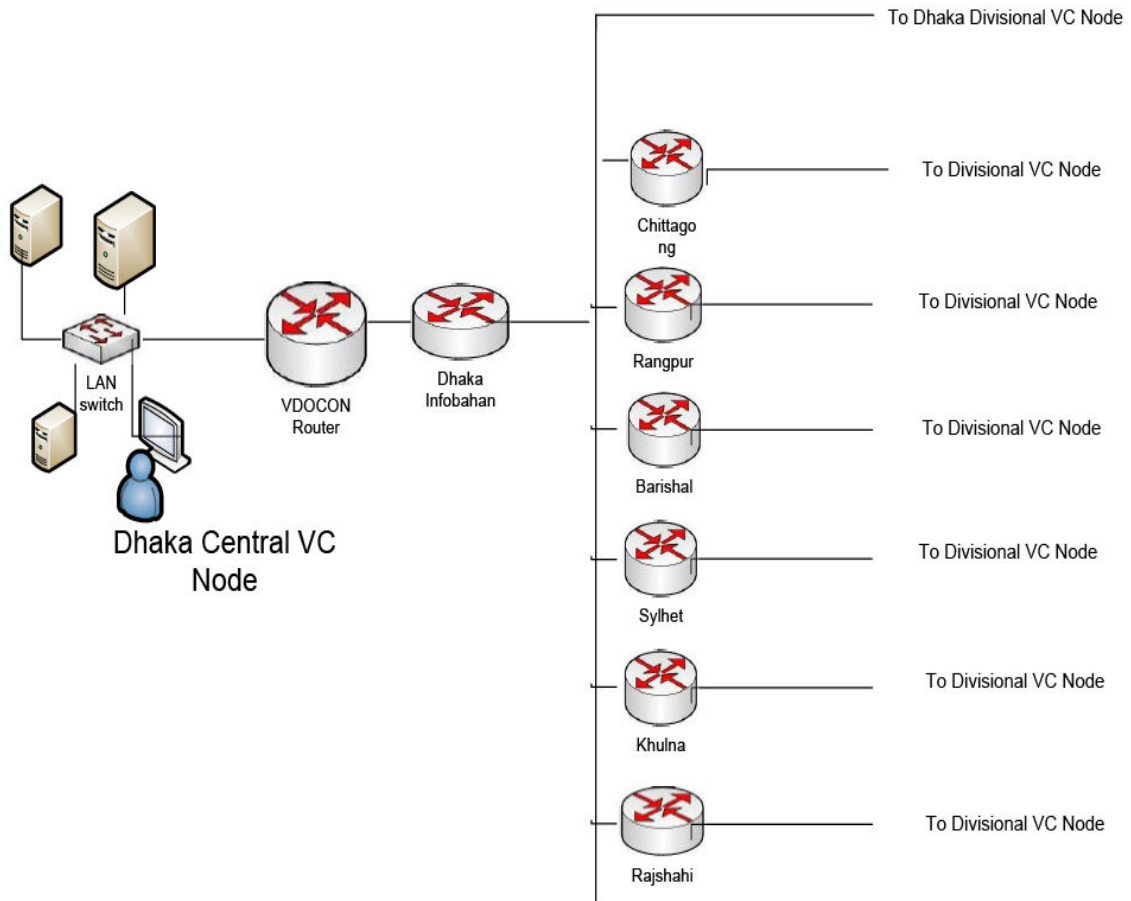 To Dhaka Divisional VC Node
To Divisional VC Node
Chittago
ng
To Divisional VC Node
Rangpur
LAN
switch
VDOCON
Router
Dhaka
Infobahan
To Divisional VC Node
Barishal
Dhaka Central VC
Node
To Divisional VC Node
Sylhet
To Divisional VC Node
Khulna
To Divisional VC Node
Rajshahi